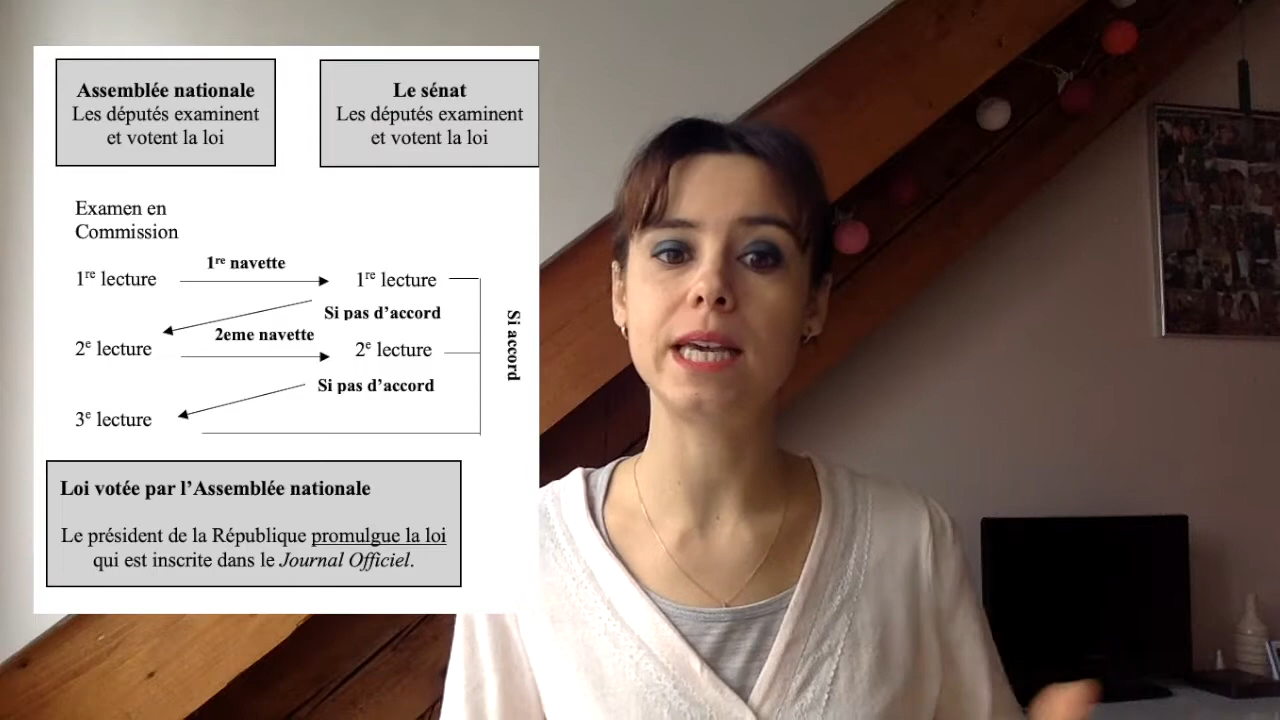 Assemblée nationale
Les députés examinent
et votent la loi
Le sénat
Les députés examinent
et votent la loi
Examen en
Commission
1re lecture
1re navette
1re lecture
Si pas d'accord
2e lecture
2eme navette
2e lecture
Si pas d'accord
3e lecture
Si accord
Loi votée par l'Assemblée nationale
Le président de la République promulgue la loi
qui est inscrite dans le Journal Officiel.